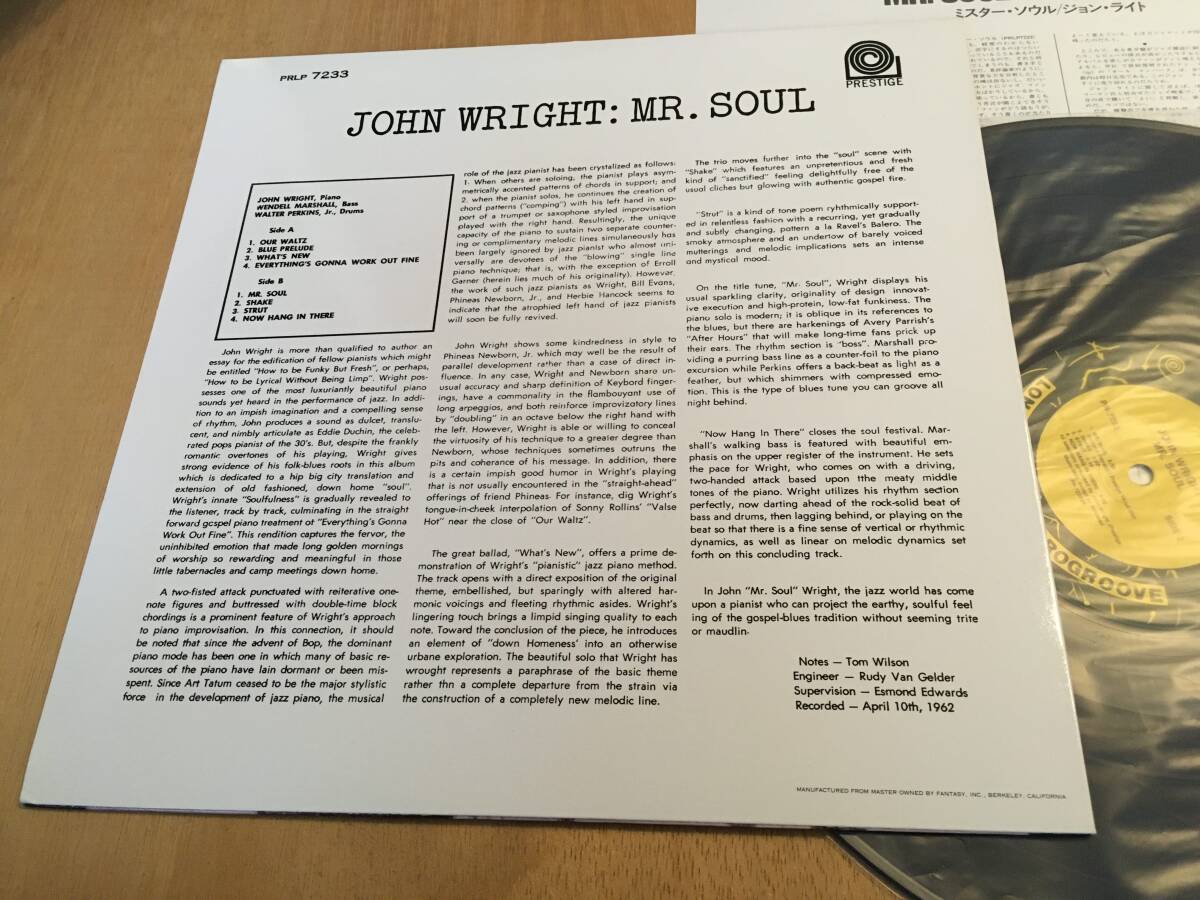 PRLP 7233
PRESTIGE
JOHN WRIGHT: MR. SOUL
JOHN WRIGHT, Piano
WENDELL MARSHALL, Bass
WALTER PERKINS, Jr., Drums
Side A
1. OUR WALTZ
2. BLUE PRELUDE
3. WHAT'S NEW
4. EVERYTHING'S GONNA WORK OUT FINE
Side B
1. MR. SOUL
2. SHAKE
3. STRUT
4. NOW HANG IN THERE
John Wright is more than qualified to author an
essay for the edification of fellow pianists which might
be entitled "How to be Funky But Fresh", or perhaps,
"How to be Lyrical Without Being Limp". Wright pos-
sesses one of the most luxuriantly beautiful piano
sounds yet heard in the performance of jazz. In addi-
tion to an impish imagination and a compelling sense
of rhythm, John produces a sound as dulcet, translu-
cent, and nimbly articulate as Eddie Duchin, the celeb-
rated pops pianist of the 30's. But, despite the frankly
romantic overtones of his playing, Wright gives
strong evidence of his folk-blues roots in this album
which is dedicated to a hip big city translation and
extension of old fashioned, down home "soul".
Wright's innate "Soulfulness" is gradually revealed to
the listener, track by track, culminating in the straight
forward gcspel piano treatment ot "Everything's Gonna
Work Out Fine". This rendition captures the fervor, the
uninhibited emotion that made long golden mornings
of worship so rewarding and meaningful in those
little tabernacles and camp meetings down home.
A two-fisted attack punctuated with reiterative one-
note figures and buttressed with double-time block
chordings is a prominent feature of Wright's approach
to piano improvisation. In this connection, it should
be noted that since the advent of Bop, the dominant
piano mode has been one in which many of basic re-
sources of the piano have lain dormant or been mis-
spent. Since Art Tatum ceased to be the major stylistic
force in the development of jazz piano, the musical
role of the jazz pianist has been crystalized as follows:
1. When others are soloing, the pianist plays asym-
metrically accented patterns of chords in support; and
2. when the pianist solos, he continues the creation of
chord patterns ("comping") with his left hand in sup-
port of a trumpet or saxophone styled improvisation
played with the right hand. Resultingly, the unique
capacity of the piano to sustain two separate counter-
ing or complimentary melodic lines simultaneously has
been largely ignored by jazz pianist who almost uni-
versally are devotees of the "blowing" single line
piano technique; that is, with the exception of Erroll
Garner (herein lies much of his originality). However,
the work of such jazz pianists as Wright, Bill Evans,
Phineas Newborn, Jr., and Herbie Hancock seems to
indicate that the atrophied left hand of jazz pianists
will soon be fully revived.
John Wright shows some kindredness in style to
Phineas Newborn, Jr. which may well be the result of
parallel development rather than a case of direct in-
fluence. In any case, Wright and Newborn share un-
usual accuracy and sharp definition of Keybord finger-
ings, have a commonality in the flambouyant use of
long arpeggios, and both reinforce improvizatory lines
by "doubling" in an octave below the right hand with
the left. However, Wright is able or willing to conceal
the virtuosity of his technique to a greater degree than
Newborn, whose techniques sometimes outruns the
pits and coherance of his message. In addition, there
is a certain impish good humor in Wright's playing
that is not usually encountered in the "straight-ahead"
offerings of friend Phineas. For instance, dig Wright's
tongue-in-cheek interpolation of Sonny Rollins' "Valse
Hot" near the close of "Our Waltz".
The great ballad, "What's New", offers a prime de-
monstration of Wright's "pianistic" jazz piano method.
The track opens with a direct exposition of the original
theme, embellished, but sparingly with altered har-
monic voicings and fleeting rhythmic asides. Wright's
lingering touch brings a limpid singing quality to each
note. Toward the conclusion of the piece, he introduces
an element of "down Homeness' into an otherwise
urbane exploration. The beautiful solo that Wright has
wrought represents a paraphrase of the basic theme
rather thn a complete departure from the strain via
the construction of a completely new melodic line.
The trio moves further into the "soul" scene with
"Shake" which features an unpretentious and fresh
kind of "sanctified" feeling delightfully free of the
usual cliches but glowing with authentic gospel fire.
"Strut" is a kind of tone poem ryhthmically support-
ed in relentless fashion with a recurring, yet gradually
and subtly changing, pattern a la Ravel's Balero. The
smoky atmosphere and an undertow of barely voiced
mutterings and melodic implications sets an intense
and mystical mood.
On the title tune, "Mr. Soul", Wright displays his
usual sparkling clarity, originality of design innovat-
ive execution and high-protein, low-fat funkiness. The
piano solo is modern; it is oblique in its references to
the blues, but there are harkenings of Avery Parrish's
"After Hours" that will make long-time fans prick up
their ears. The rhythm section is "boss". Marshall pro-
viding a purring bass line as a counter-foil to the piano
excursion while Perkins offers a back-beat as light as a
feather, but which shimmers with compressed emo-
tion. This is the type of blues tune you can groove all
night behind.
"Now Hang In There" closes the soul festival. Mar-
shall's walking bass is featured with beautiful em-
phasis on the upper register of the instrument. He sets
the pace for Wright, who comes on with a driving,
two-handed attack based upon tthe meaty middle
tones of the piano. Wright utilizes his rhythm section
perfectly, now darting ahead of the rock-solid beat of
bass and drums, then lagging behind, or playing on the
beat so that there is a fine sense of vertical or rhythmic
dynamics, as well as linear on melodic dynamics set
forth on this concluding track.
In John "Mr. Soul" Wright, the jazz world has come
upon a pianist who can project the earthy, soulful feel
ing of the gospel-blues tradition without seeming trite
or maudlin.
Notes — Tom Wilson
Engineer — Rudy Van Gelder
Supervision — Esmond Edwards
Recorded — April 10th, 1962
MANUFACTURED FROM MASTER OWNED BY FANTASY, INC., BERKELEY, CALIFORNIA
ミスター・ソウル/ジョン・ライト